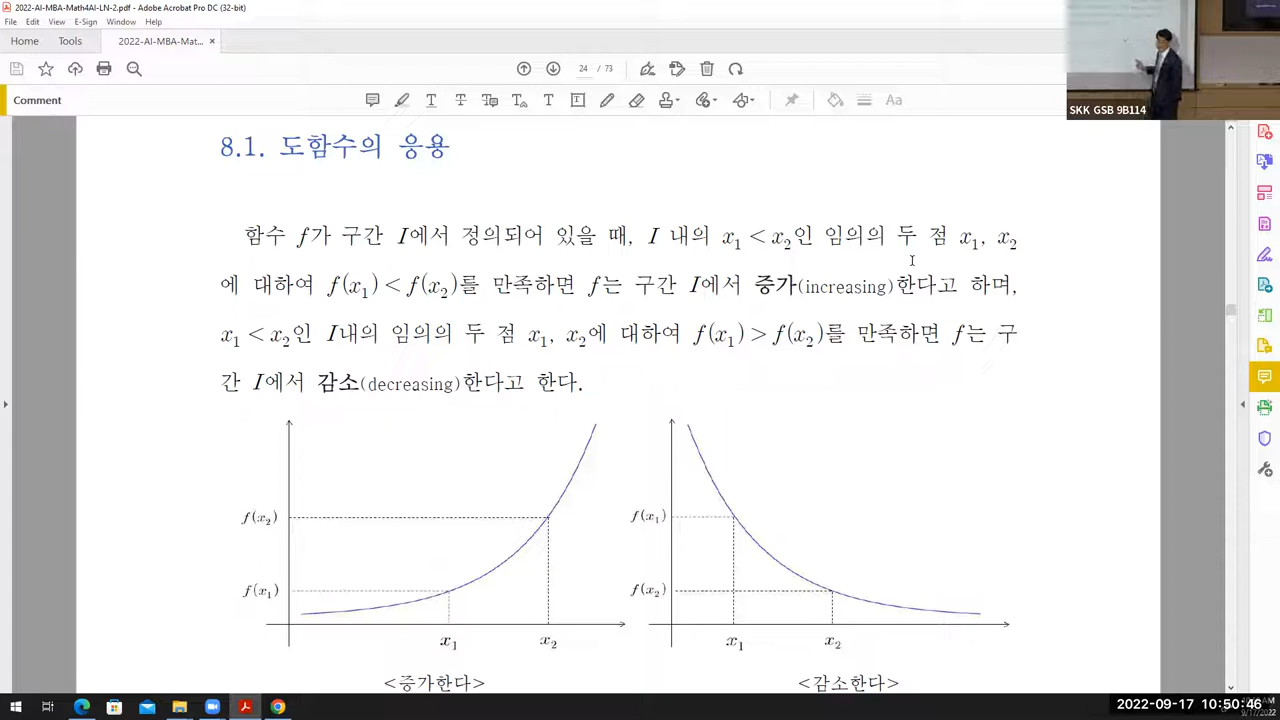 2022-AI-MBA-Math4AI-LN-2.pdf - Adobe Acrobat Pro DC (32-bit)
File Edit View E-Sign Window Help
Home Tools 2022-AI-MBA-Mat... ×
24 / 73
Comment
SKK GSB 9B114
8.1. 도함수의 응용
함수 f가 구간 I에서 정의되어 있을 때, I 내의 x₁ < x₂인 임의의 두 점 x₁, x₂
에 대하여 f(x₁) < f(x₂)를 만족하면 f는 구간 I에서 증가(increasing)한다고 하며,
x₁ < x₂인 I내의 임의의 두 점 x₁, x₂에 대하여 f(x₁) > f(x₂)를 만족하면 f는 구
간 I에서 감소(decreasing)한다고 한다.
f(x₂)
f(x₁)
x₁ x₂
<증가한다>
f(x₁)
f(x₂)
x₁ x₂
<감소한다>
2022-09-17 10:50:46